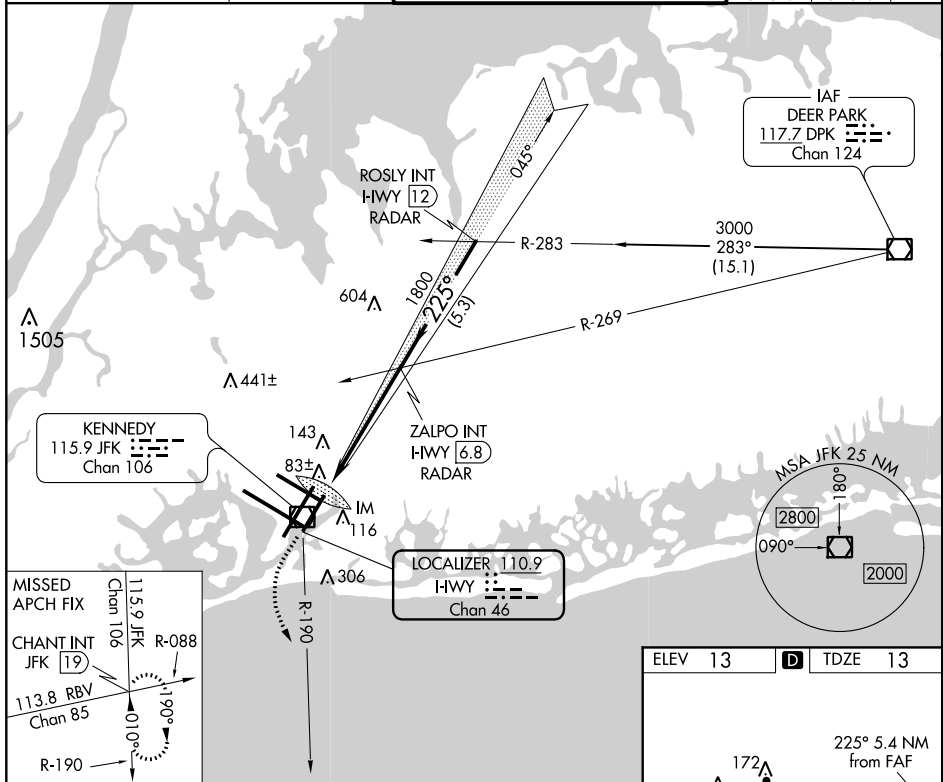 IAF
DEER PARK
117.7 DPK
Chan 124
ROSLY INT
I-IWY 12
RADAR
045°
R-283
3000
283°
(15.1)
604
1800
225°
(5.3)
R-269
1505
441±
KENNEDY
115.9 JFK
Chan 106
143
83±
ZALPO INT
I-IWY 6.8
RADAR
IM
116
MSA JFK 25 NM
180°
2800
090°
2000
LOCALIZER 110.9
I-IWY
Chan 46
306
R-190
MISSED
APCH FIX
115.9 JFK
Chan 106
CHANT INT
JFK 19
R-088
113.8 RBV
Chan 85
190°
010°
R-190
ELEV 13 D TDZE 13
172
225° 5.4 NM
from FAF